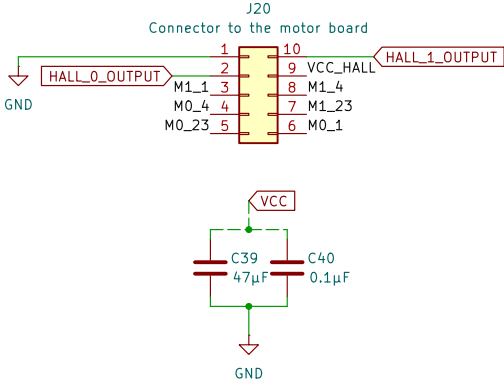 J20
Connector to the motor board
1 10 HALL_1_OUTPUT
HALL_0_OUTPUT 2 9 VCC_HALL
M1_1 3 8 M1_4
GND
M0_4 4 7 M1_23
M0_23 5 6 M0_1
VCC
C39 C40
47µF 0.1µF
GND